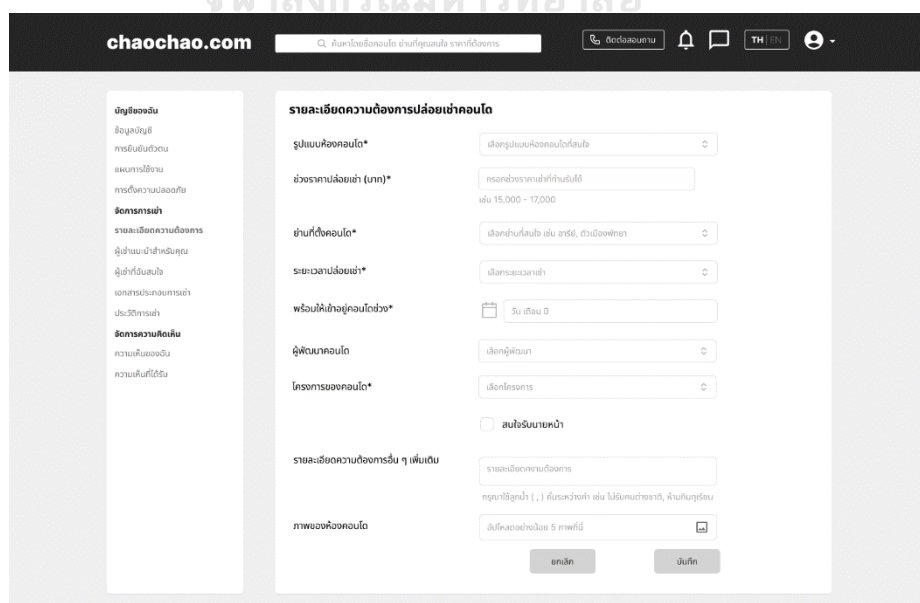 จุฬาลงกรณ์มหาวิทยาลัย
chaochao.com
ค้นหาโดยชื่อคอนโด ย่านที่คุณสนใจ ราคาที่ต้องการ
ติดต่อสอบถาม
TH|EN
บัญชีของฉัน
ข้อมูลบัญชี
การยืนยันตัวตน
แผนการใช้งาน
การตั้งความปลอดภัย
จัดการการเช่า
รายละเอียดความต้องการ
ผู้เช่าแนะนำสำหรับคุณ
ผู้เช่าที่ฉันสนใจ
เอกสารประกอบการเช่า
ประวัติการเช่า
จัดการความคิดเห็น
ความเห็นของฉัน
ความเห็นที่ได้รับ
รายละเอียดความต้องการปล่อยเช่าคอนโด
รูปแบบห้องคอนโด*
เลือกรูปแบบห้องคอนโดที่สนใจ
ช่วงราคาปล่อยเช่า (บาท)*
กรอกช่วงราคาเช่าที่ท่านรับได้
เช่น 15,000 - 17,000
ย่านที่ตั้งคอนโด*
เลือกย่านที่สนใจ เช่น อารีย์, ตัวเมืองพัทยา
ระยะเวลาปล่อยเช่า*
เลือกระยะเวลาเช่า
พร้อมให้เข้าอยู่คอนโดช่วง*
วัน เดือน ปี
ผู้พัฒนาคอนโด
เลือกผู้พัฒนา
โครงการของคอนโด*
เลือกโครงการ
สนใจรับนายหน้า
รายละเอียดความต้องการอื่น ๆ เพิ่มเติม
รายละเอียดความต้องการ
กรุณาใช้ลูกน้ำ ( , ) คั่นระหว่างคำ เช่น ไม่รับคนต่างชาติ, ห้ามกินทุเรียน
ภาพของห้องคอนโด
อัปโหลดอย่างน้อย 5 ภาพที่นี่
ยกเลิก
บันทึก